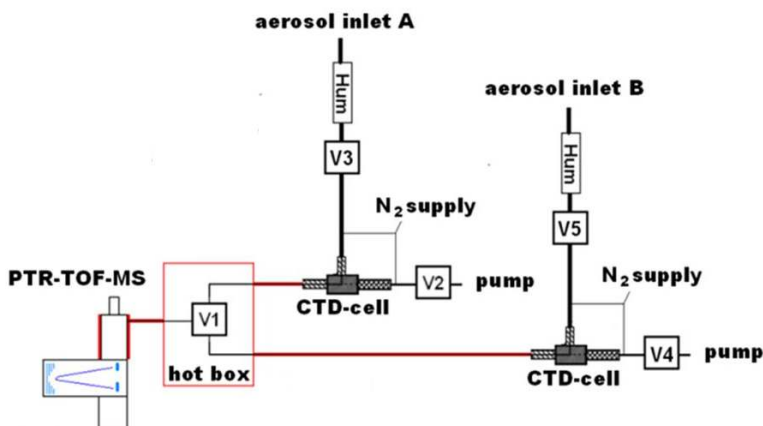 aerosol inlet A
Hum
V3
N2 supply
V2
pump
CTD-cell
aerosol inlet B
Hum
V5
N2 supply
V4
pump
CTD-cell
PTR-TOF-MS
V1
hot box